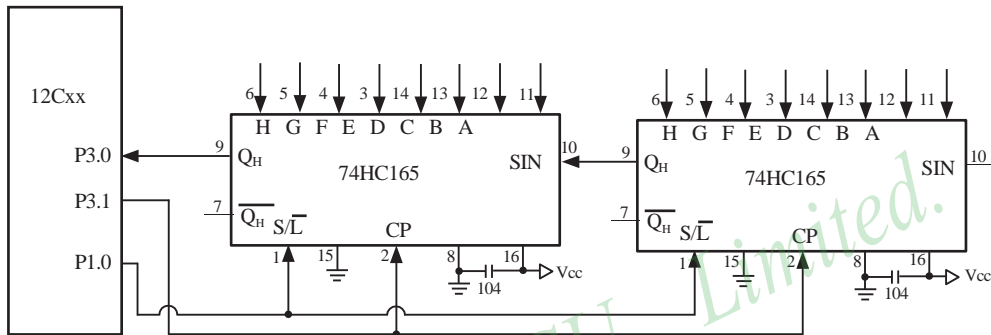 12Cxx
P3.0
P3.1
P1.0
6 5 4 3 14 13 12 11
H G F E D C B A
9 QH 74HC165 SIN 10
7 QH S/L CP
1 15 2 8 16
104 Vcc
6 5 4 3 14 13 12 11
H G F E D C B A
9 QH 74HC165 SIN 10
7 QH S/L CP
1 15 2 8 16
104 Vcc
Limited.